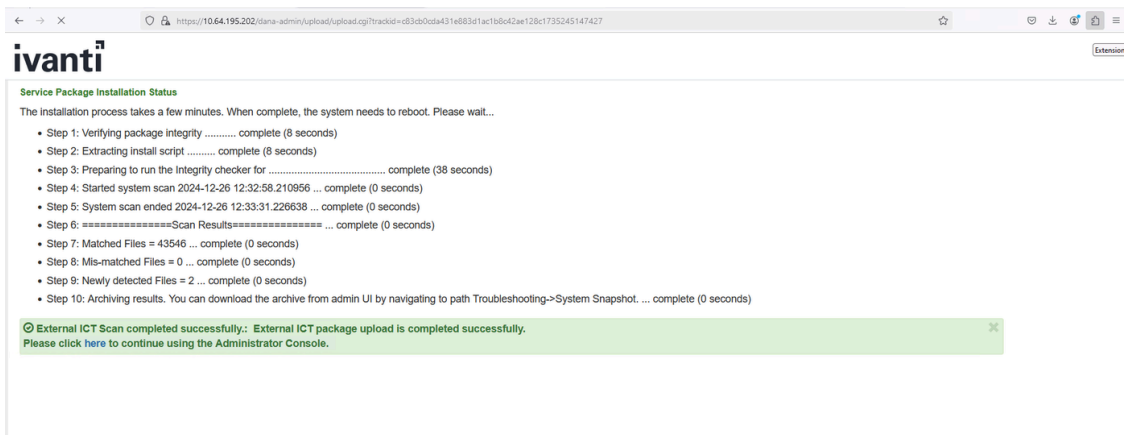 https://10.64.195.202/dana-admin/upload/upload.cgi?trackid=c83cb0cda431e883d1ac1b8c42ae128c1735245147427
ivanti
Extension
Service Package Installation Status
The installation process takes a few minutes. When complete, the system needs to reboot. Please wait...
• Step 1: Verifying package integrity .......... complete (8 seconds)
• Step 2: Extracting install script ......... complete (8 seconds)
• Step 3: Preparing to run the Integrity checker for ....................................... complete (38 seconds)
• Step 4: Started system scan 2024-12-26 12:32:58.210956 ... complete (0 seconds)
• Step 5: System scan ended 2024-12-26 12:33:31.226638 ... complete (0 seconds)
• Step 6: ===============Scan Results=============== ... complete (0 seconds)
• Step 7: Matched Files = 43546 ... complete (0 seconds)
• Step 8: Mis-matched Files = 0 ... complete (0 seconds)
• Step 9: Newly detected Files = 2 ... complete (0 seconds)
• Step 10: Archiving results. You can download the archive from admin UI by navigating to path Troubleshooting->System Snapshot. ... complete (0 seconds)
External ICT Scan completed successfully.: External ICT package upload is completed successfully.
Please click here to continue using the Administrator Console.